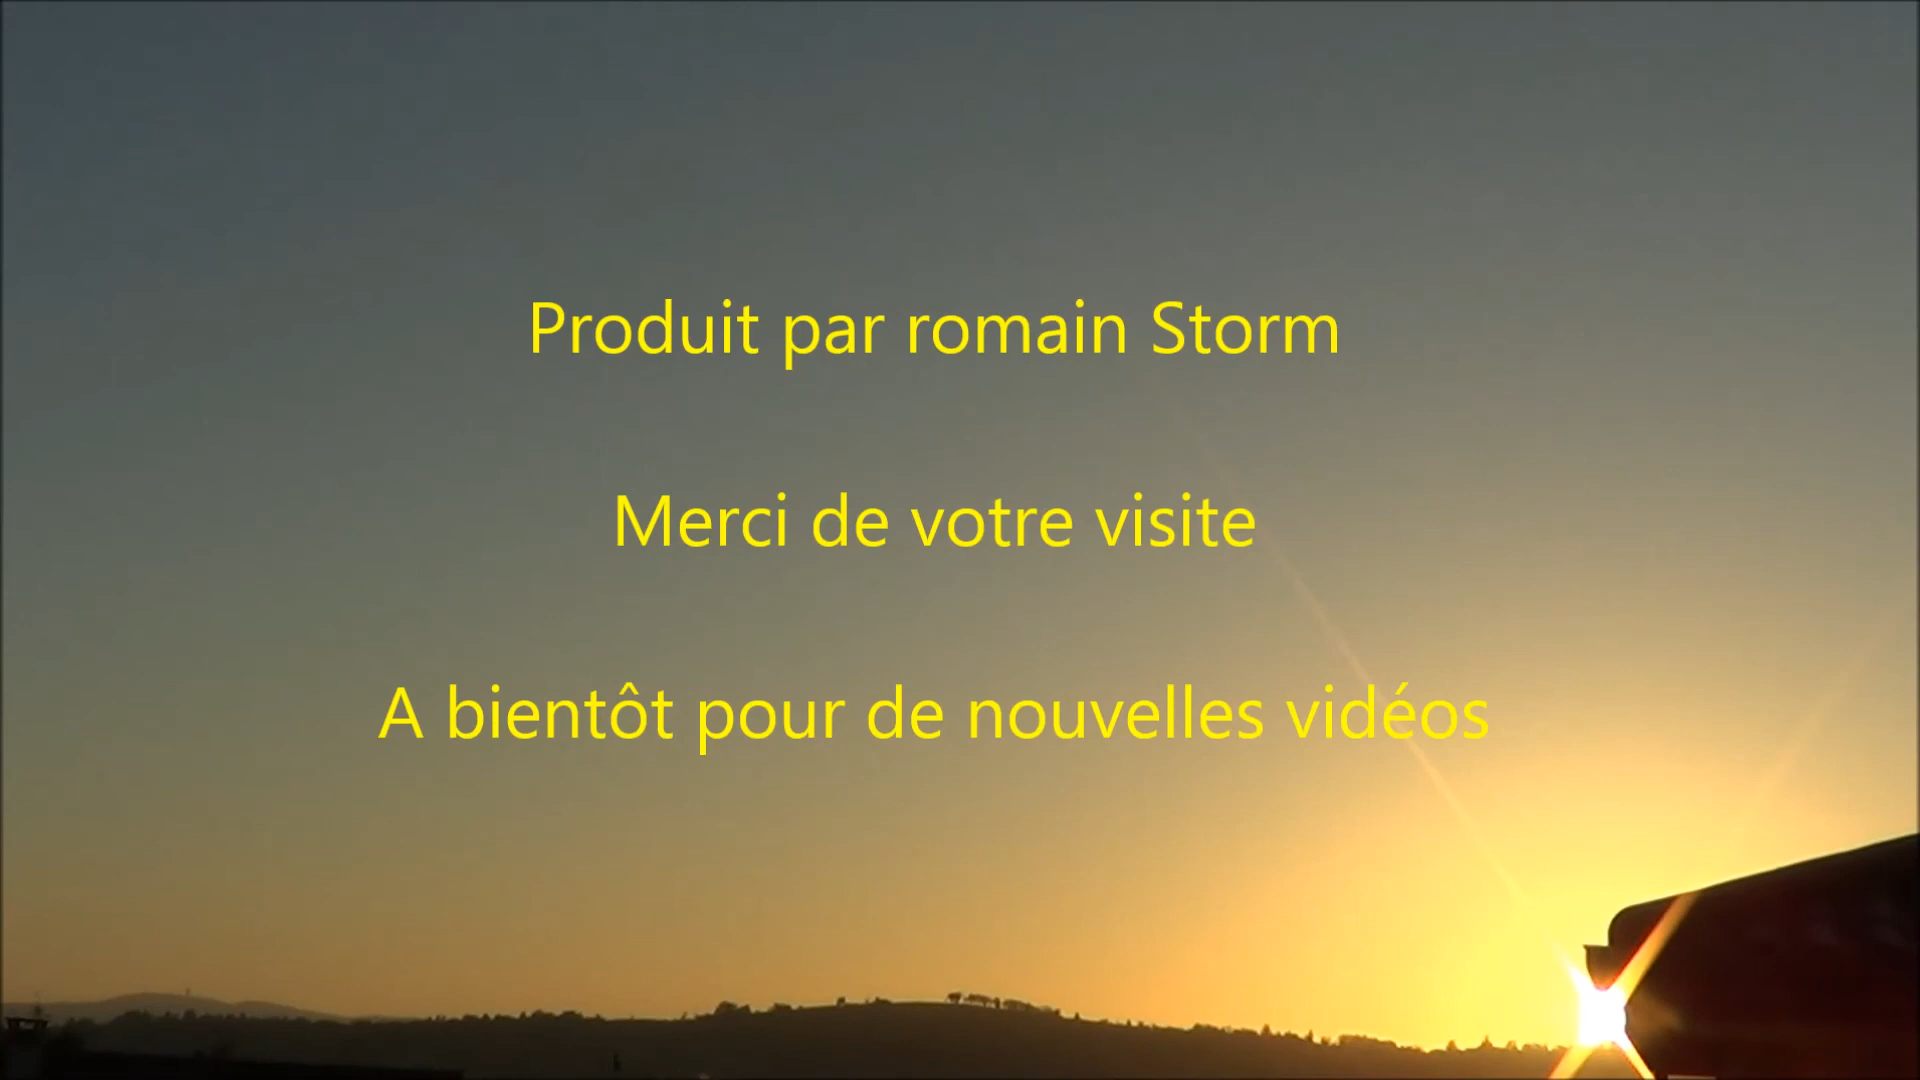 Produit par romain Storm
Merci de votre visite
A bientôt pour de nouvelles vidéos